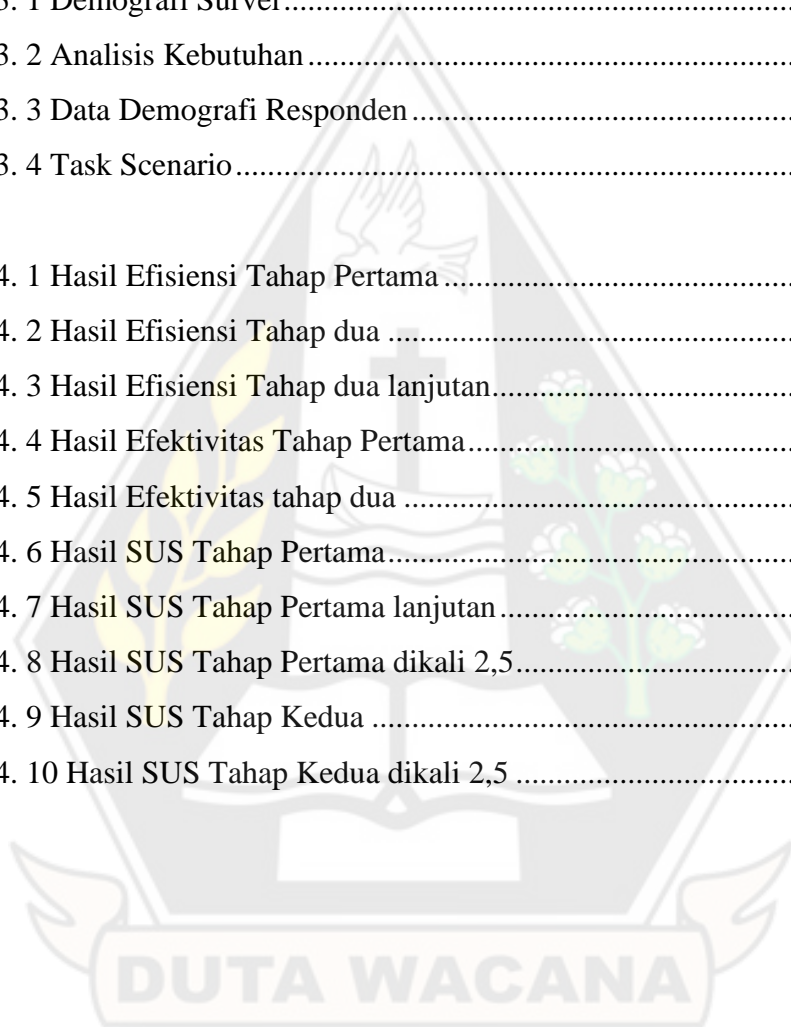 3. 1 Demografi Survei................................................................
3. 2 Analisis Kebutuhan............................................................
3. 3 Data Demografi Responden................................................
3. 4 Task Scenario....................................................................
4. 1 Hasil Efisiensi Tahap Pertama............................................
4. 2 Hasil Efisiensi Tahap dua...................................................
4. 3 Hasil Efisiensi Tahap dua lanjutan......................................
4. 4 Hasil Efektivitas Tahap Pertama.........................................
4. 5 Hasil Efektivitas tahap dua.................................................
4. 6 Hasil SUS Tahap Pertama...................................................
4. 7 Hasil SUS Tahap Pertama lanjutan.....................................
4. 8 Hasil SUS Tahap Pertama dikali 2,5...................................
4. 9 Hasil SUS Tahap Kedua.....................................................
4. 10 Hasil SUS Tahap Kedua dikali 2,5....................................
DUTA WACANA